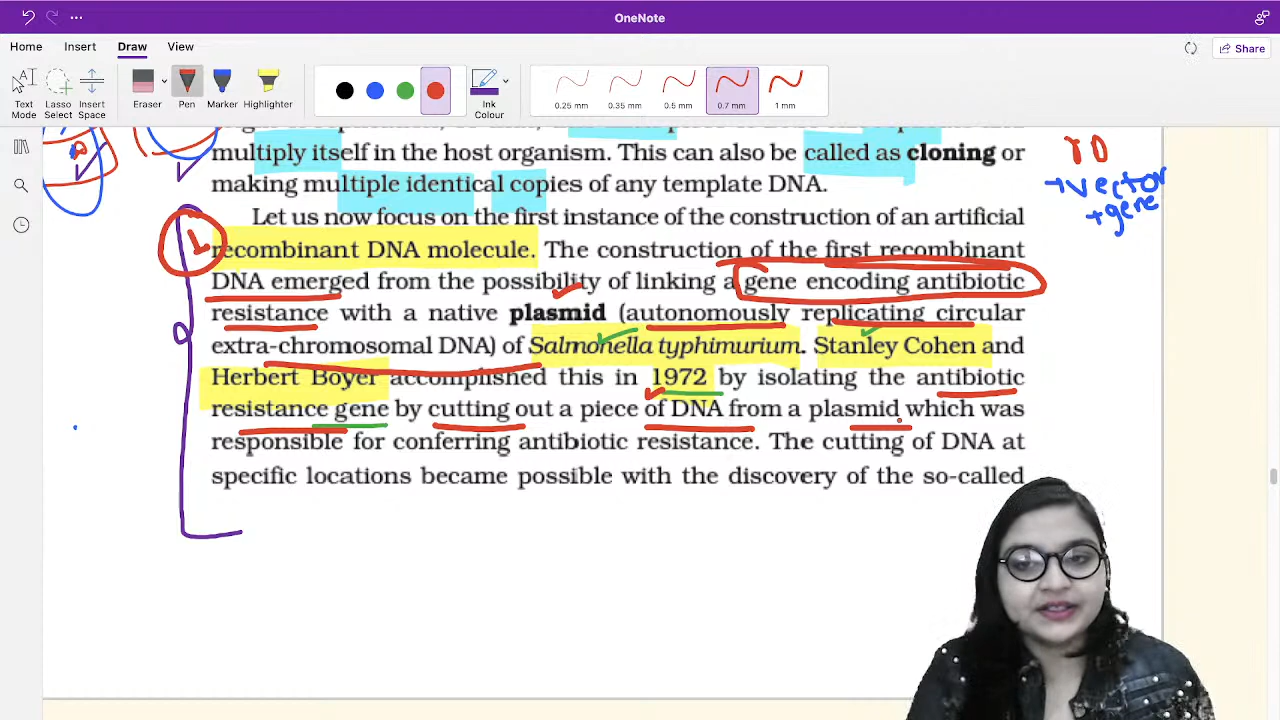 OneNote
Home Insert Draw View
Share
Text Mode
Lasso Select
Insert Space
Eraser
Pen
Marker
Highlighter
Ink Colour
0.25 mm
0.35 mm
0.5 mm
0.7 mm
1 mm
multiply itself in the host organism. This can also be called as cloning or
making multiple identical copies of any template DNA.
+vector
+gene
1
Let us now focus on the first instance of the construction of an artificial
recombinant DNA molecule. The construction of the first recombinant
DNA emerged from the possibility of linking a gene encoding antibiotic
resistance with a native plasmid (autonomously replicating circular
extra-chromosomal DNA) of Salmonella typhimurium. Stanley Cohen and
Herbert Boyer accomplished this in 1972 by isolating the antibiotic
resistance gene by cutting out a piece of DNA from a plasmid which was
responsible for conferring antibiotic resistance. The cutting of DNA at
specific locations became possible with the discovery of the so-called